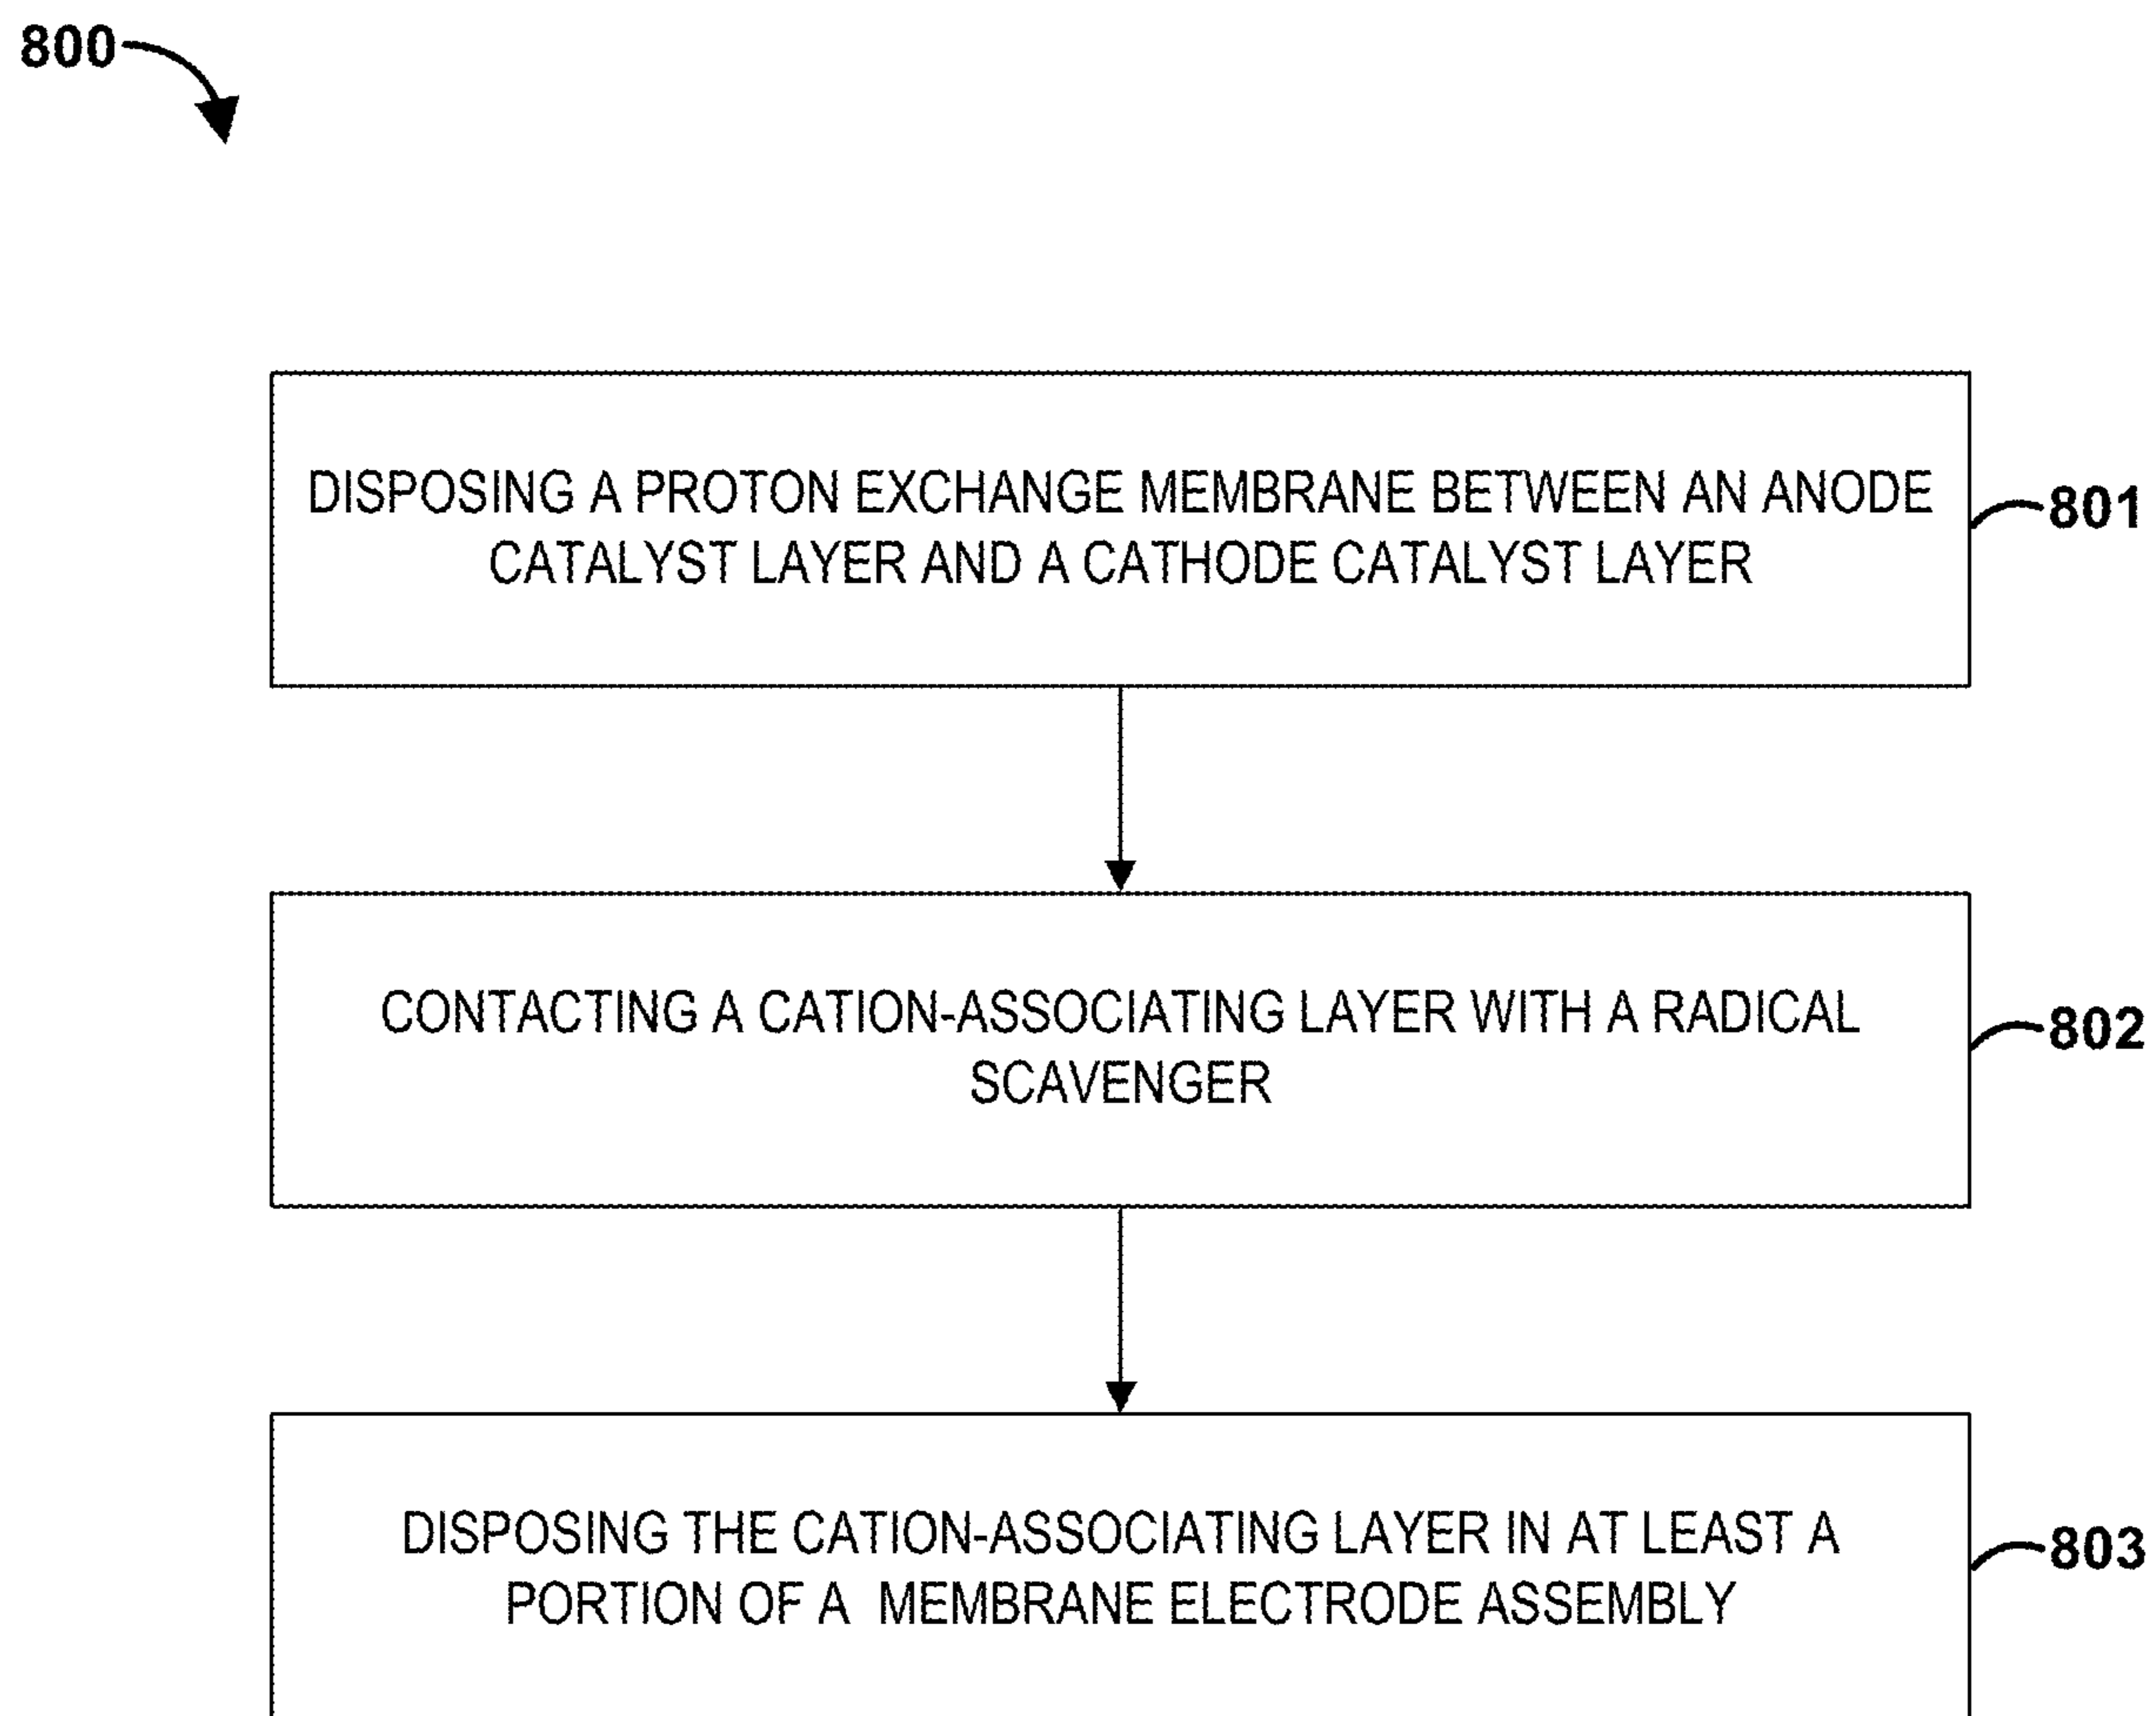 800
DISPOSING A PROTON EXCHANGE MEMBRANE BETWEEN AN ANODE
CATALYST LAYER AND A CATHODE CATALYST LAYER
801
CONTACTING A CATION-ASSOCIATING LAYER WITH A RADICAL
SCAVENGER
802
DISPOSING THE CATION-ASSOCIATING LAYER IN AT LEAST A
PORTION OF A MEMBRANE ELECTRODE ASSEMBLY
803